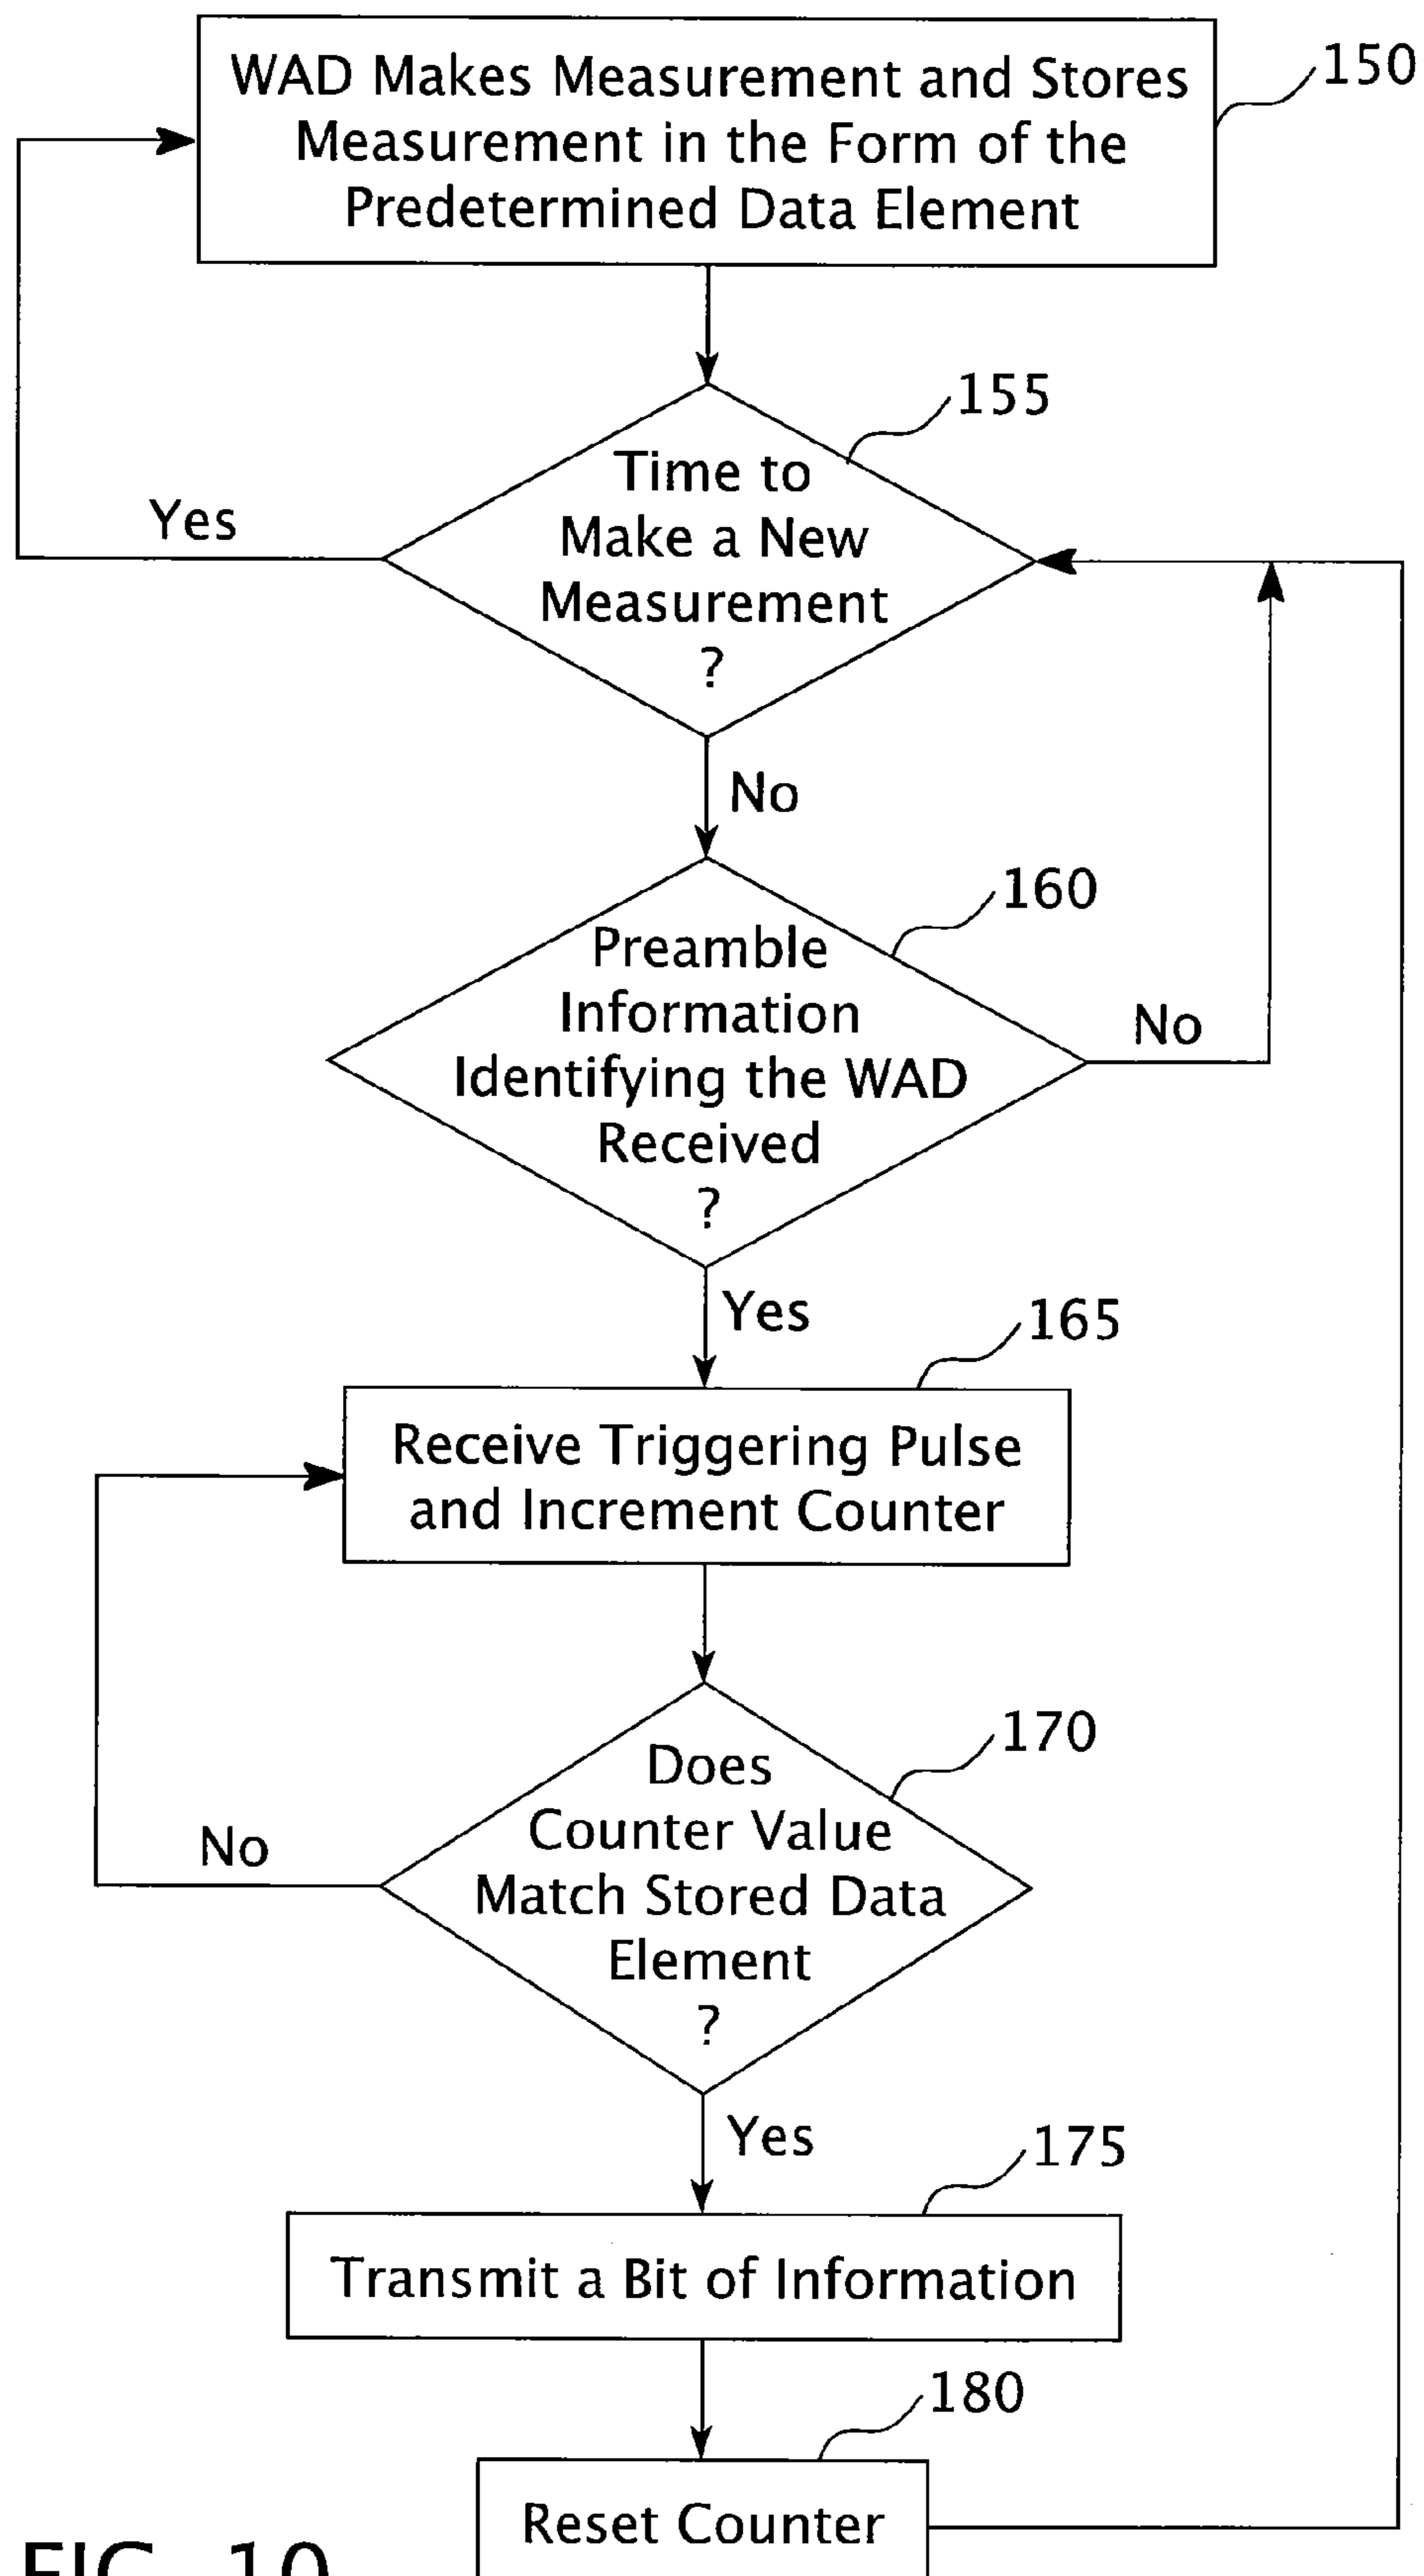 WAD Makes Measurement and Stores
Measurement in the Form of the
Predetermined Data Element
150
155
Time to
Make a New
Measurement
?
Yes
No
160
Preamble
Information
Identifying the WAD
Received
?
No
Yes
165
Receive Triggering Pulse
and Increment Counter
170
Does
Counter Value
Match Stored Data
Element
?
No
Yes
175
Transmit a Bit of Information
180
Reset Counter
FIG. 10